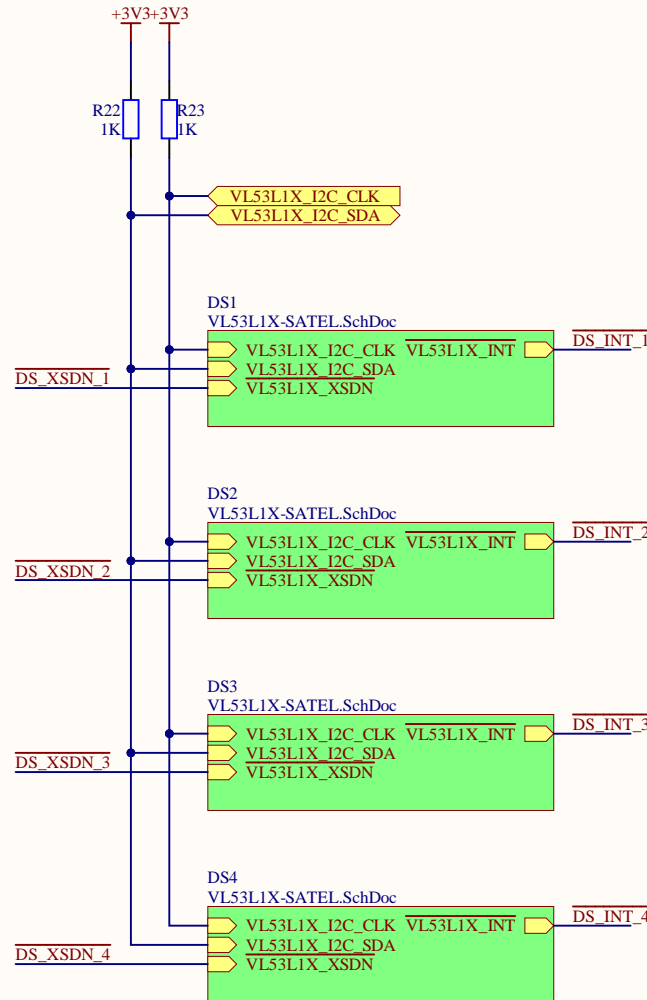 +3V3 +3V3
R22 R23
1K 1K
VL53L1X_I2C_CLK
VL53L1X_I2C_SDA
DS1
VL53L1X-SATEL.SchDoc
VL53L1X_I2C_CLK VL53L1X_INT DS_INT_1
VL53L1X_I2C_SDA
DS_XSDN_1 VL53L1X_XSDN
DS2
VL53L1X-SATEL.SchDoc
VL53L1X_I2C_CLK VL53L1X_INT DS_INT_2
VL53L1X_I2C_SDA
DS_XSDN_2 VL53L1X_XSDN
DS3
VL53L1X-SATEL.SchDoc
VL53L1X_I2C_CLK VL53L1X_INT DS_INT_3
VL53L1X_I2C_SDA
DS_XSDN_3 VL53L1X_XSDN
DS4
VL53L1X-SATEL.SchDoc
VL53L1X_I2C_CLK VL53L1X_INT DS_INT_4
VL53L1X_I2C_SDA
DS_XSDN_4 VL53L1X_XSDN